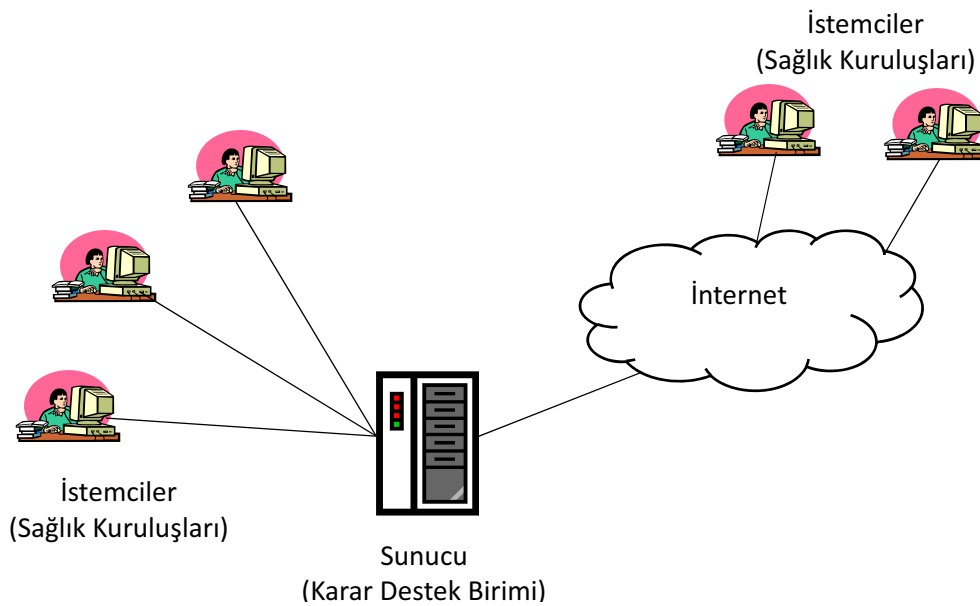 İstemciler
(Sağlık Kuruluşları)
İnternet
İstemciler
(Sağlık Kuruluşları)
Sunucu
(Karar Destek Birimi)